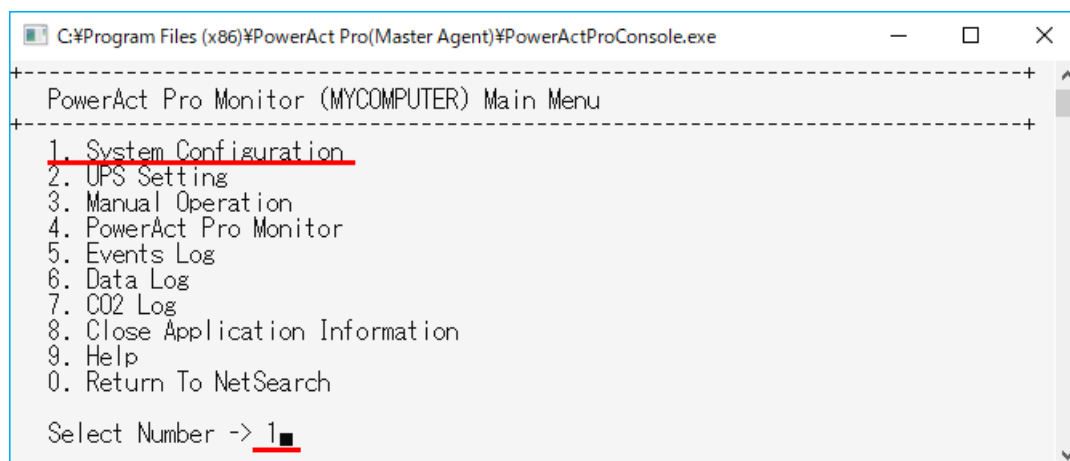 C:¥Program Files (x86)¥PowerAct Pro(Master Agent)¥PowerActProConsole.exe
+------------------------------------------------------------------------------+
PowerAct Pro Monitor (MYCOMPUTER) Main Menu
+------------------------------------------------------------------------------+
1. System Configuration
2. UPS Setting
3. Manual Operation
4. PowerAct Pro Monitor
5. Events Log
6. Data Log
7. CO2 Log
8. Close Application Information
9. Help
0. Return To NetSearch
Select Number -> 1